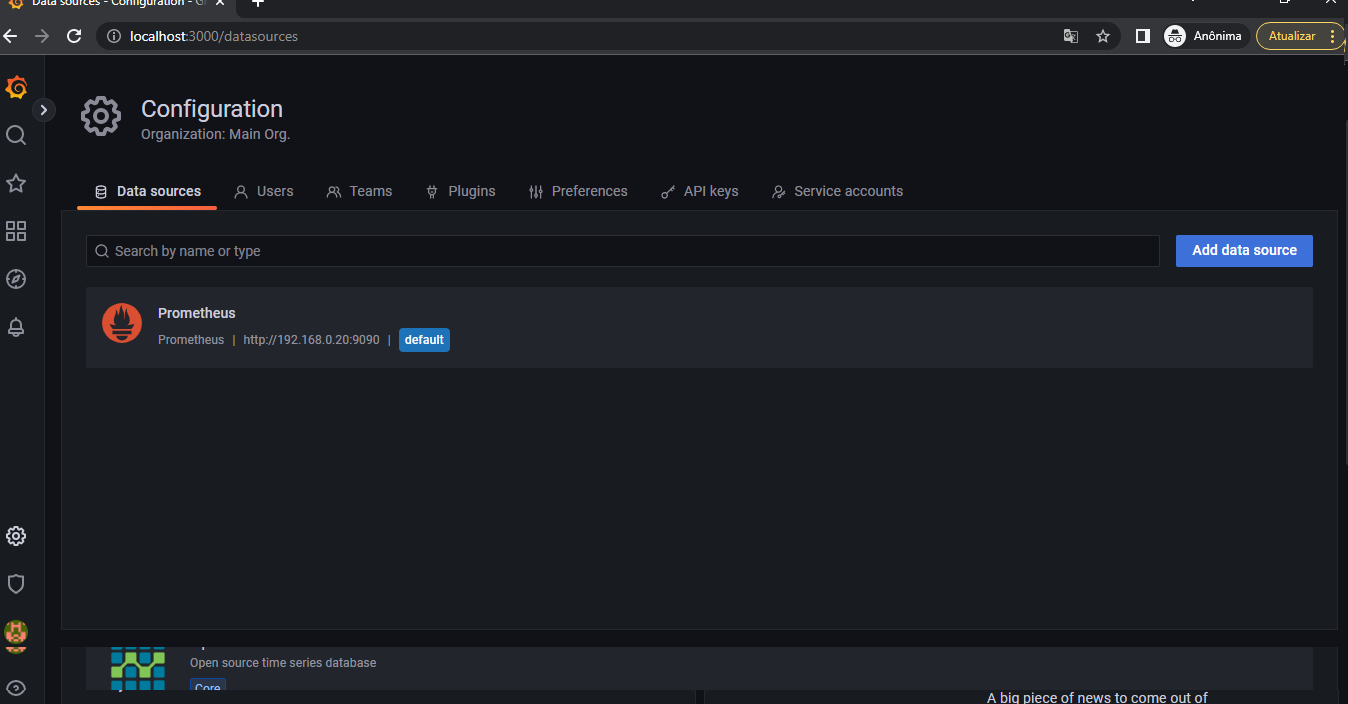 Data sources - Configuration - G
localhost:3000/datasources
Anônima
Atualizar
Configuration
Organization: Main Org.
Data sources Users Teams Plugins Preferences API keys Service accounts
Search by name or type
Add data source
Prometheus
Prometheus | http://192.168.0.20:9090 | default
Open source time series database
Core
A big piece of news to come out of